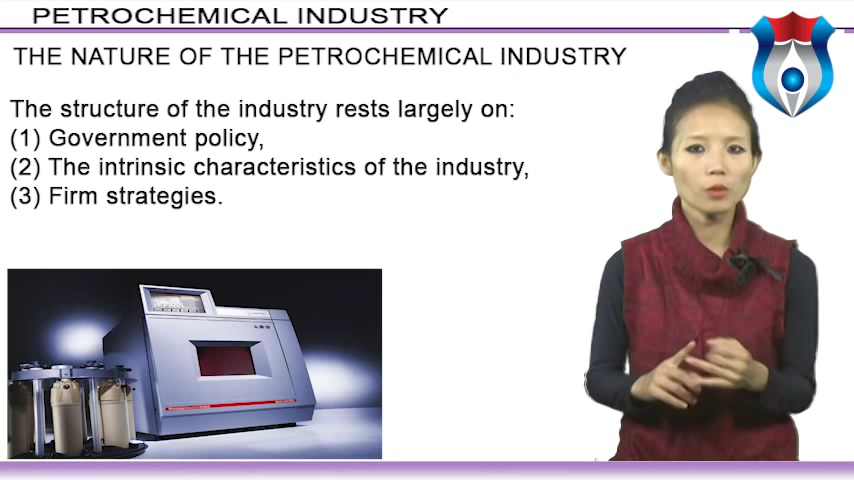 PETROCHEMICAL INDUSTRY
THE NATURE OF THE PETROCHEMICAL INDUSTRY
The structure of the industry rests largely on:
(1) Government policy,
(2) The intrinsic characteristics of the industry,
(3) Firm strategies.